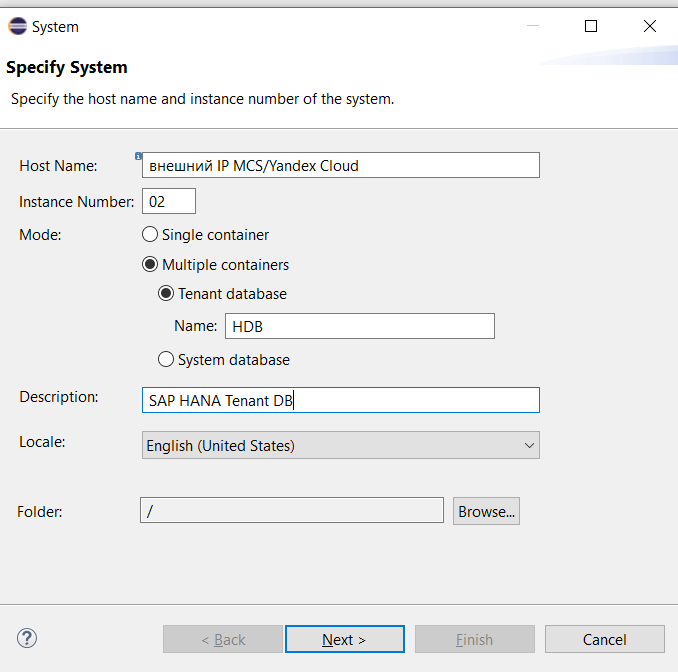 System
Specify System
Specify the host name and instance number of the system.
Host Name: внешний IP MCS/Yandex Cloud
Instance Number: 02
Mode: Single container
Multiple containers
Tenant database
Name: HDB
System database
Description: SAP HANA Tenant DB
Locale: English (United States)
Folder: / Browse...
? < Back Next > Finish Cancel